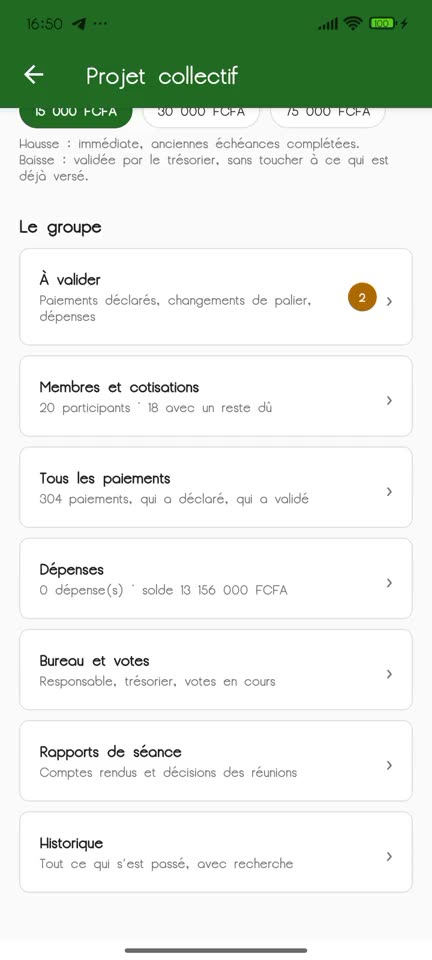 16:50
100
Projet collectif
15 000 FCFA
30 000 FCFA
75 000 FCFA
Hausse : immédiate, anciennes échéances complétées.
Baisse : validée par le trésorier, sans toucher à ce qui est
déjà versé.
Le groupe
À valider
Paiements déclarés, changements de palier,
dépenses
2
Membres et cotisations
20 participants · 18 avec un reste dû
Tous les paiements
304 paiements, qui a déclaré, qui a validé
Dépenses
0 dépense(s) · solde 13 156 000 FCFA
Bureau et votes
Responsable, trésorier, votes en cours
Rapports de séance
Comptes rendus et décisions des réunions
Historique
Tout ce qui s'est passé, avec recherche